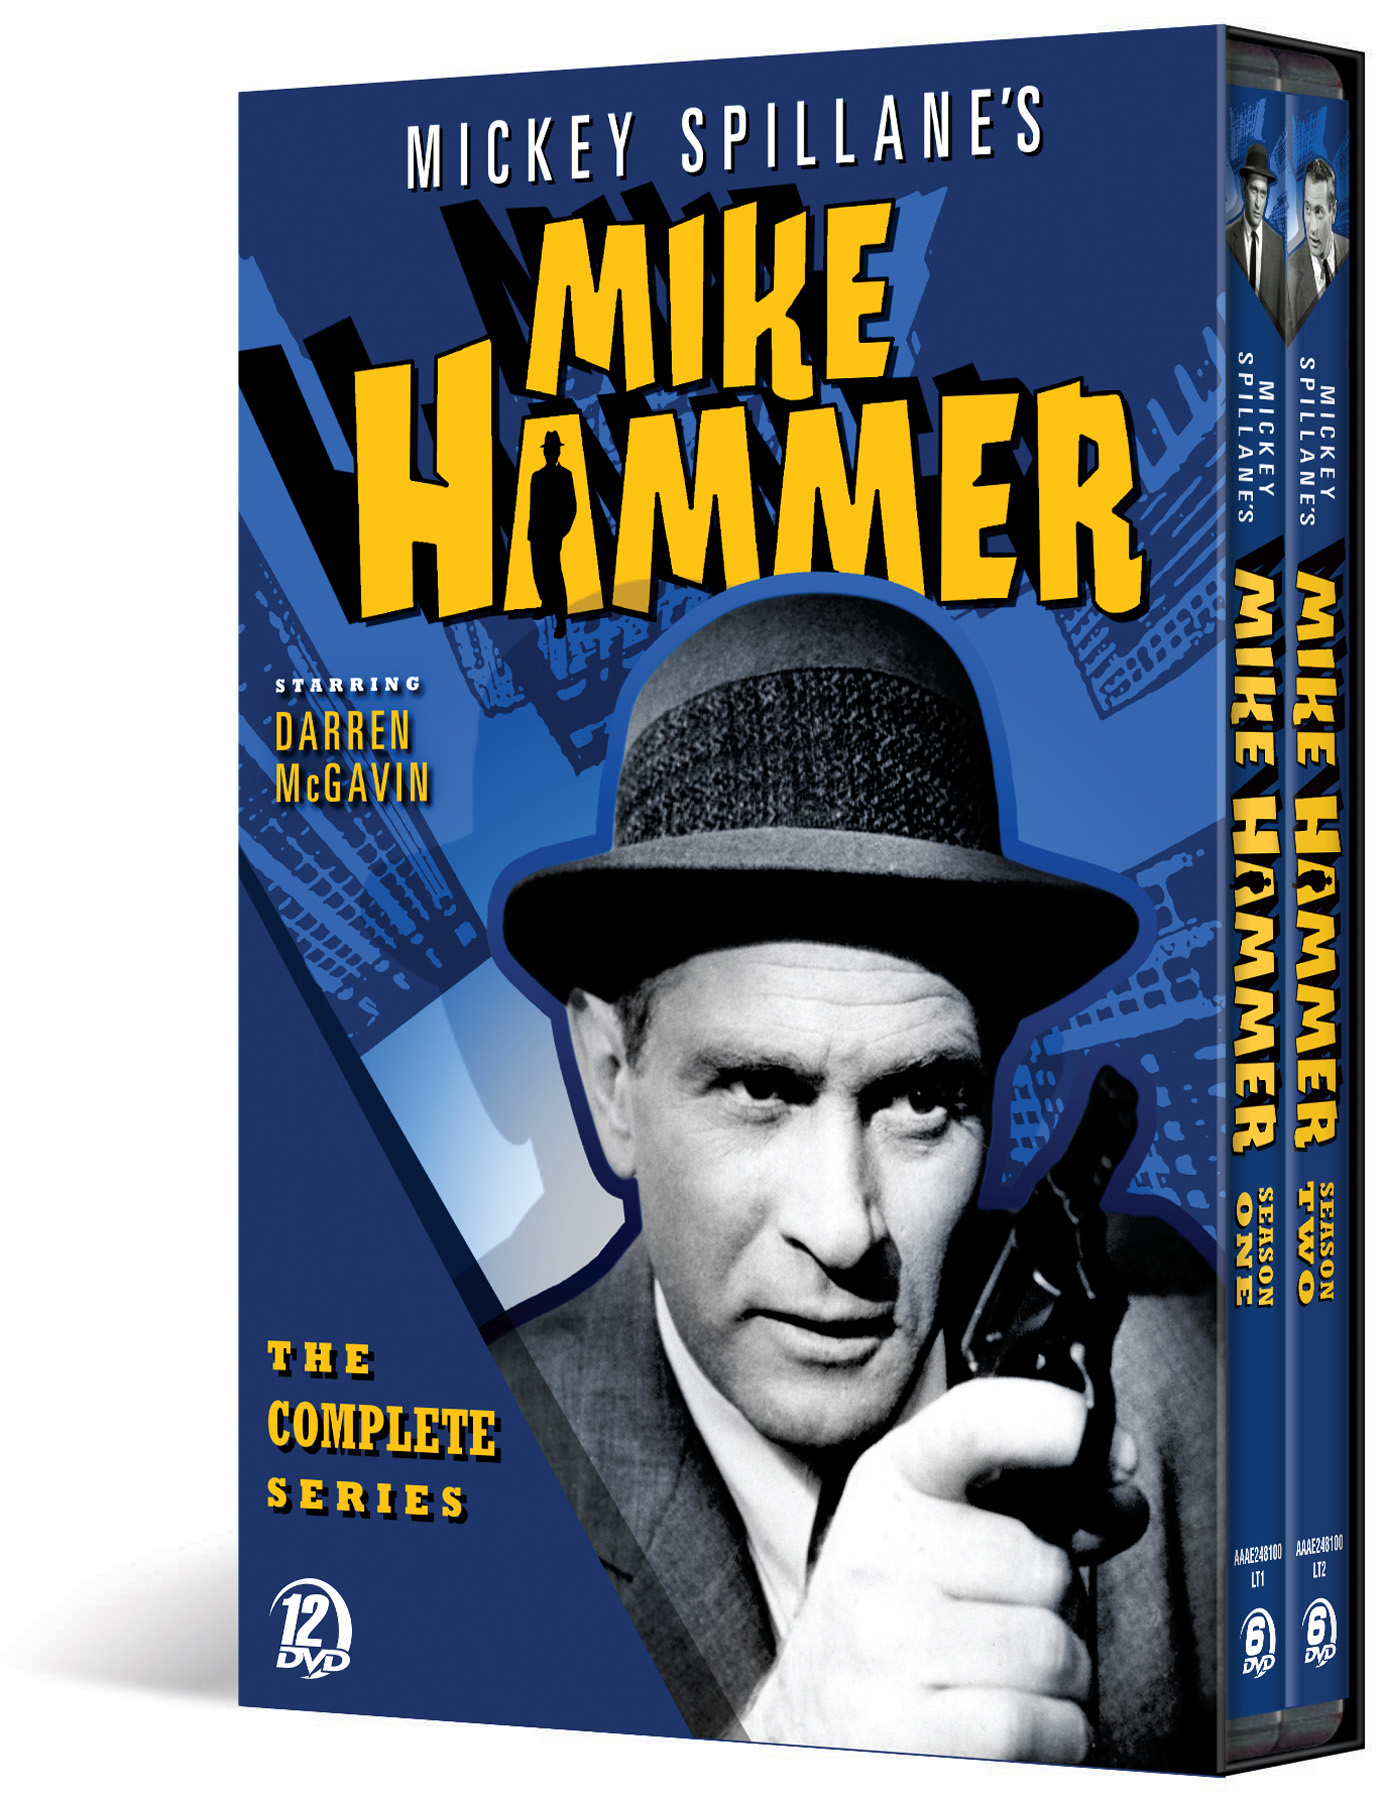 MICKEY SPILLANE'S
MIKE
HAMMER
STARRING
DARREN
McGAVIN
THE
COMPLETE
SERIES
12
DVD
MICKEY
SPILLANE'S
MIKE HAMMER
SEASON
ONE
AAAE248100
LT1
6
DVD
MICKEY
SPILLANE'S
MIKE HAMMER
SEASON
TWO
AAAE248100
LT2
6
DVD